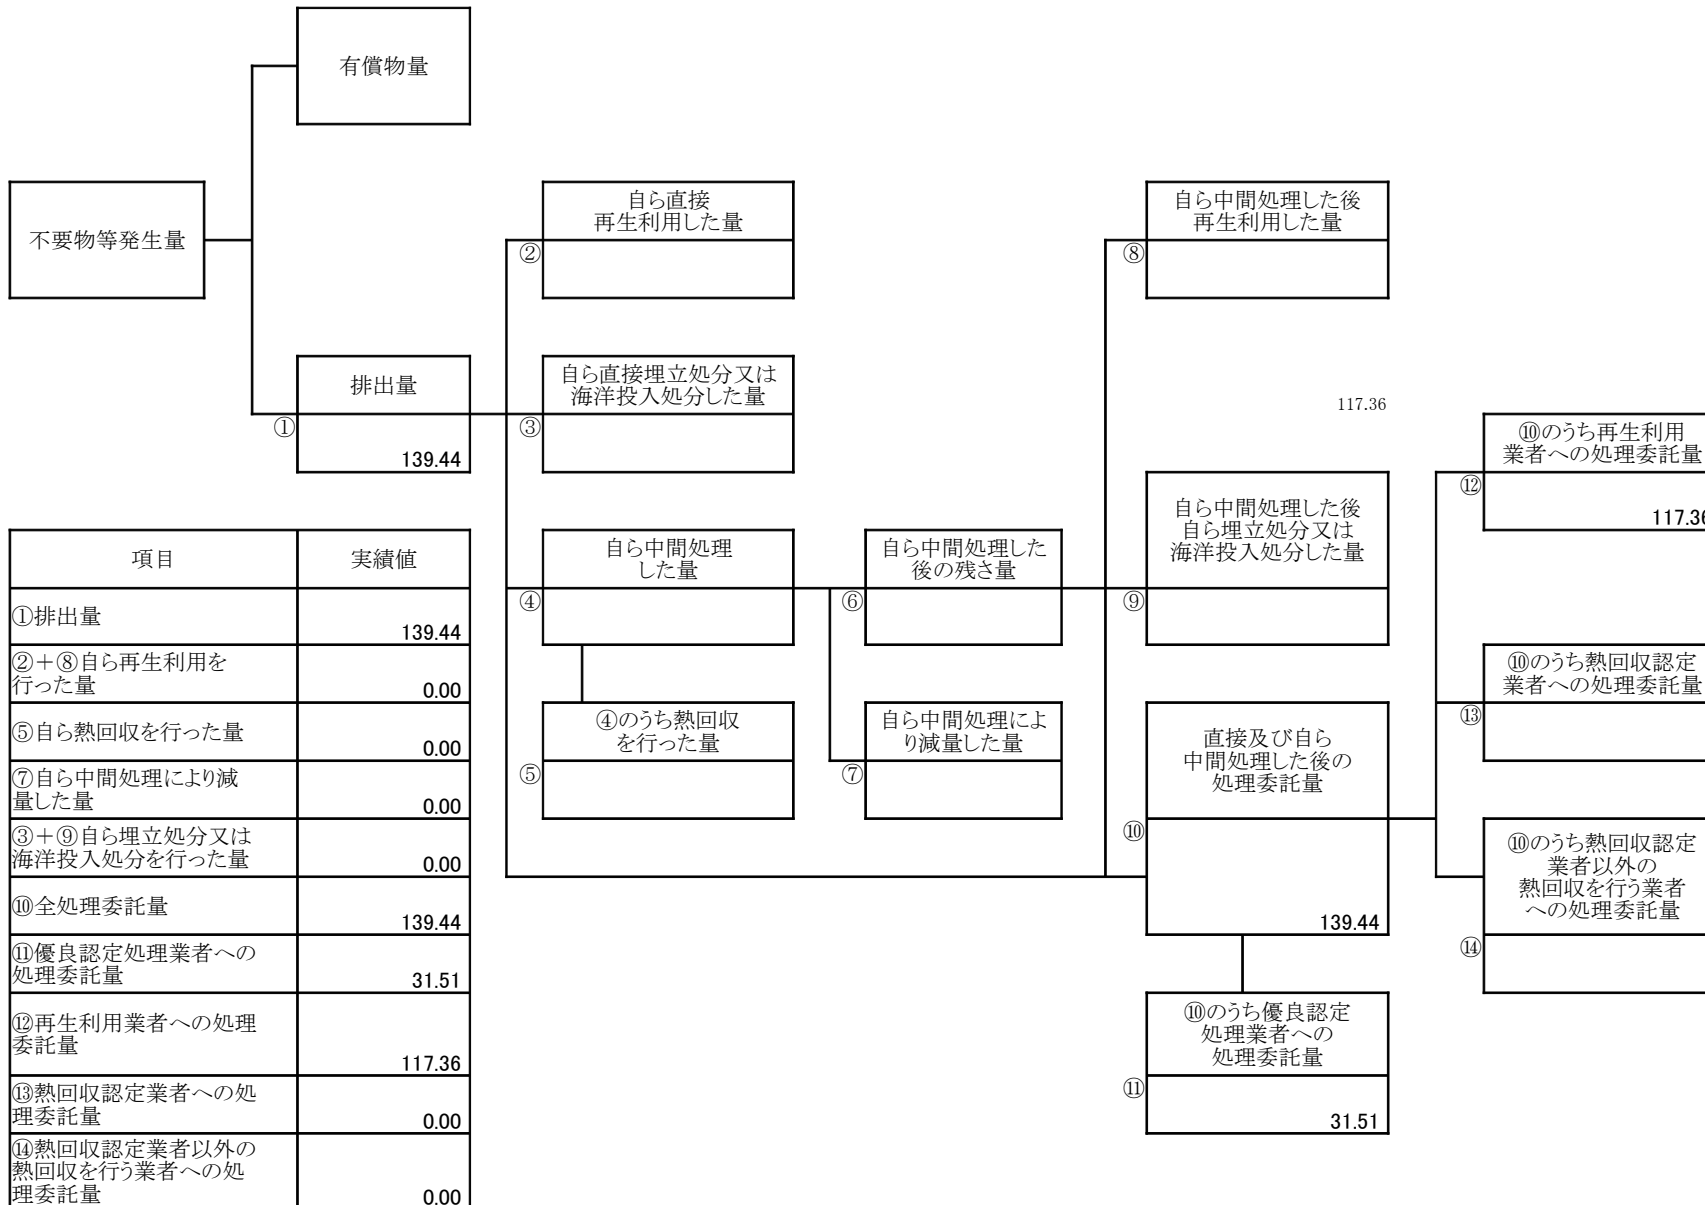 有償物量
不要物等発生量
自ら直接
再生利用した量
②
自ら中間処理した後
再生利用した量
⑧
排出量
①
139.44
自ら直接埋立処分又は
海洋投入処分した量
③
117.36
⑩のうち再生利用
業者への処理委託量
⑫
117.36
自ら中間処理
した量
④
自ら中間処理した
後の残さ量
⑥
自ら中間処理した後
自ら埋立処分又は
海洋投入処分した量
⑨
④のうち熱回収
を行った量
⑤
自ら中間処理によ
り減量した量
⑦
直接及び自ら
中間処理した後の
処理委託量
⑩
139.44
⑩のうち熱回収認定
業者への処理委託量
⑬
⑩のうち熱回収認定
業者以外の
熱回収を行う業者
への処理委託量
⑭
⑩のうち優良認定
処理業者への
処理委託量
⑪
31.51
項目
実績値
①排出量
139.44
②＋⑧自ら再生利用を
行った量
0.00
⑤自ら熱回収を行った量
0.00
⑦自ら中間処理により減
量した量
0.00
③＋⑨自ら埋立処分又は
海洋投入処分を行った量
0.00
⑩全処理委託量
139.44
⑪優良認定処理業者への
処理委託量
31.51
⑫再生利用業者への処理
委託量
117.36
⑬熱回収認定業者への処
理委託量
0.00
⑭熱回収認定業者以外の
熱回収を行う業者への処
理委託量
0.00